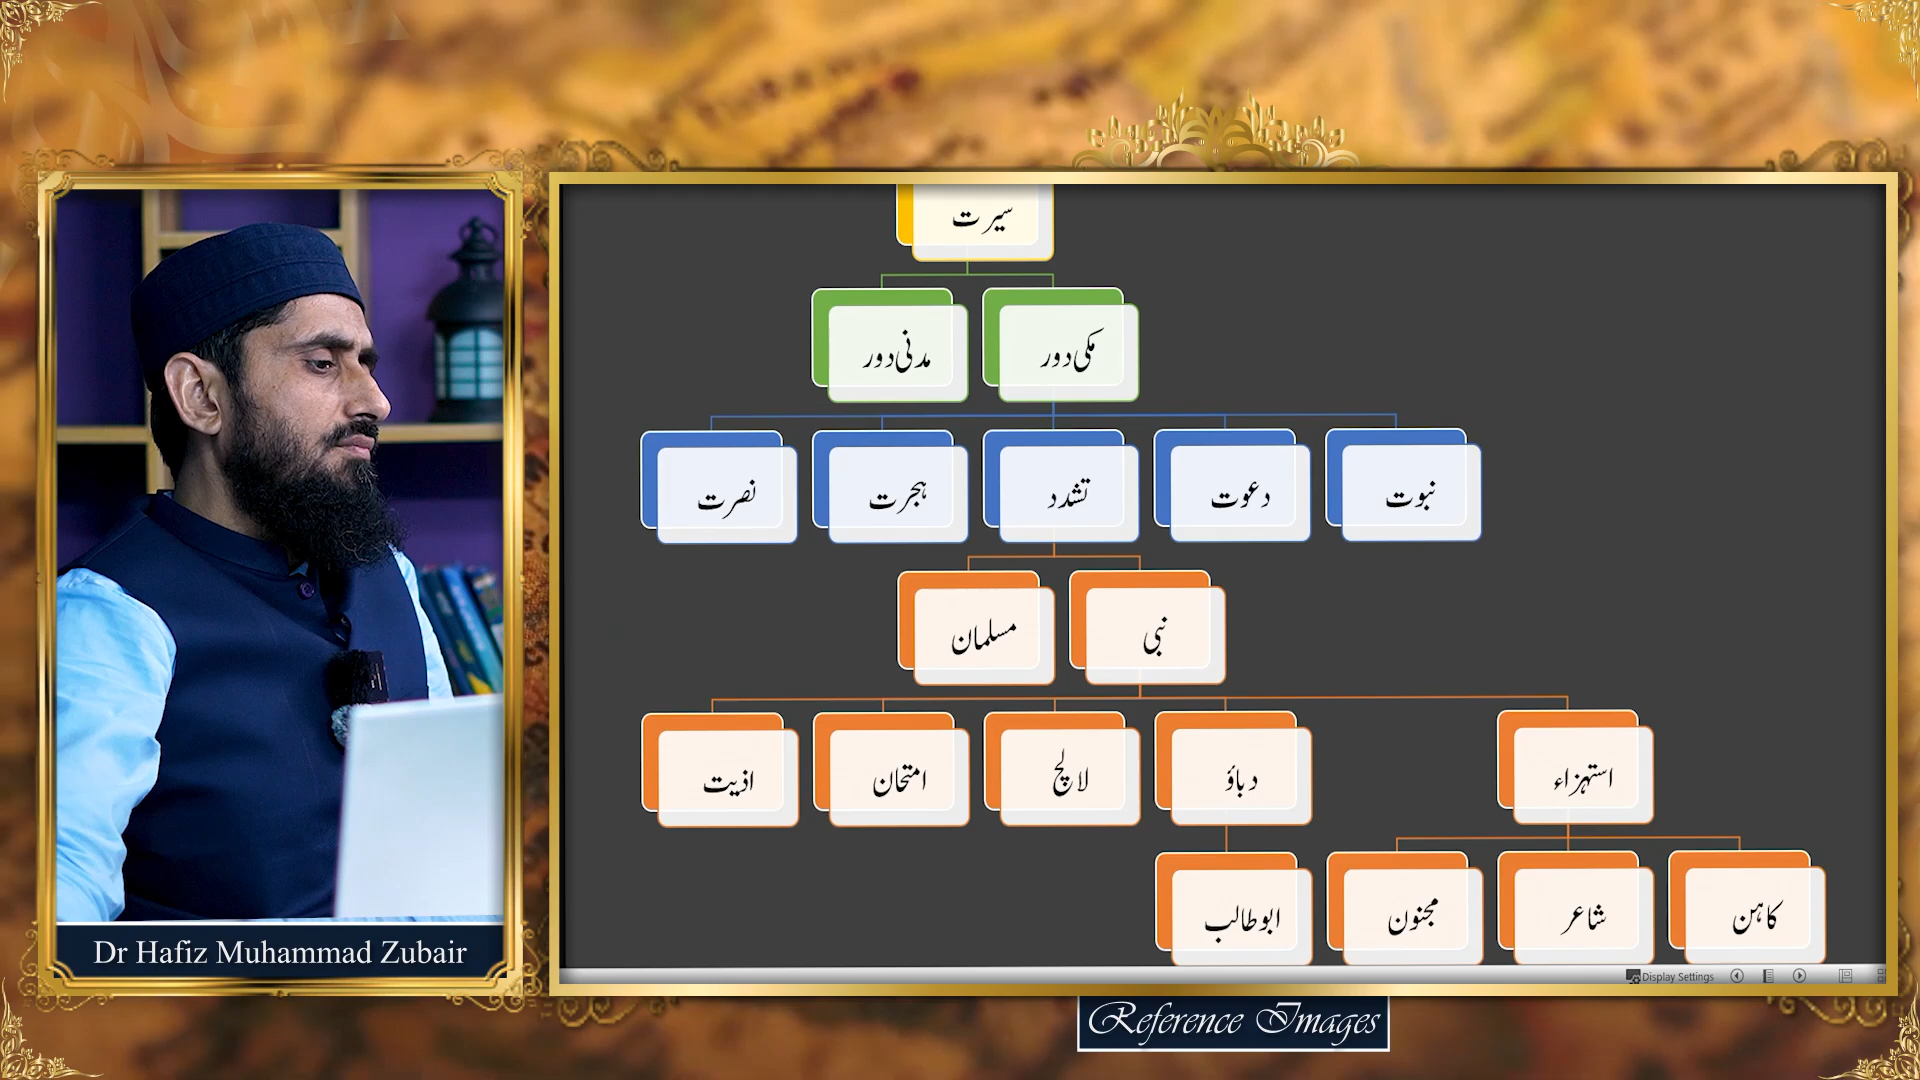 سیرت
مکی دور
مدنی دور
نبوت
دعوت
تشدد
ہجرت
نصرت
نبی
مسلمان
استہزاء
دباؤ
لالچ
امتحان
اذیت
کاہن
شاعر
مجنون
ابوطالب
Display Settings
Dr Hafiz Muhammad Zubair
Reference Images